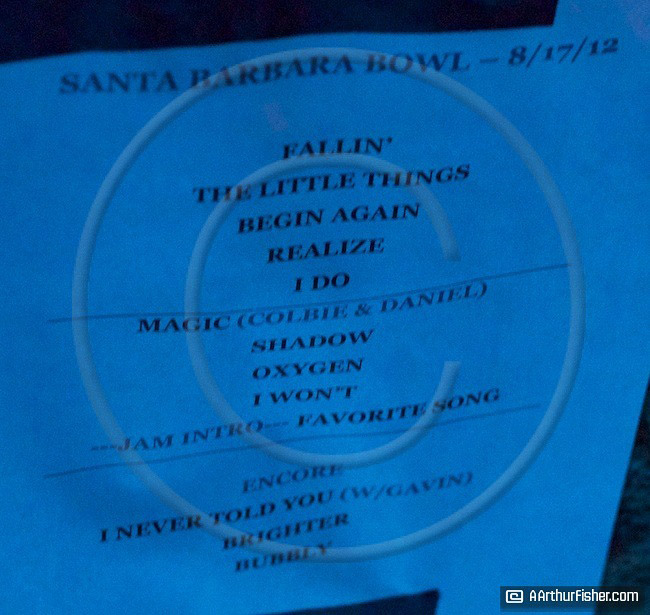 SANTA BARBARA BOWL – 8/17/12
FALLIN'
THE LITTLE THINGS
BEGIN AGAIN
REALIZE
I DO
MAGIC (COLBIE & DANIEL)
SHADOW
OXYGEN
I WON'T
---JAM INTRO--- FAVORITE SONG
ENCORE
I NEVER TOLD YOU (W/GAVIN)
BRIGHTER
BUBBLY
© AArthurFisher.com